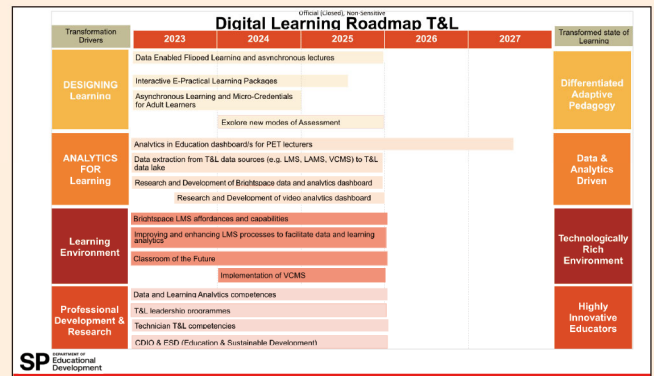 Official (Closed), Non-Sensitive
Digital Learning Roadmap T&L
Transformation
Drivers
2023
2024
2025
2026
2027
Transformed state of
Learning
DESIGNING
Learning
Data Enabled Flipped Learning and asynchronous lectures
Interactive E-Practical Learning Packages
Asynchronous Learning and Micro-Credentials
for Adult Learners
Explore new modes of Assessment
Differentiated
Adaptive
Pedagogy
ANALYTICS
FOR
Learning
Analytics in Education dashboard/s for PET lecturers
Data extraction from T&L data sources (e.g. LMS, LAMS, VCMS) to T&L
data lake
Research and Development of Brightspace data and analytics dashboard
Research and Development of video analytics dashboard
Data &
Analytics
Driven
Learning
Environment
Brightspace LMS affordances and capabilities
Improving and enhancing LMS processes to facilitate data and learning
analytics
Classroom of the Future
Implementation of VCMS
Technologically
Rich
Environment
Professional
Development &
Research
Data and Learning Analytics competences
T&L leadership programmes
Technician T&L competencies
CDIO & ESD (Education & Sustainable Development)
Highly
Innovative
Educators
SP
DEPARTMENT OF
Educational
Development